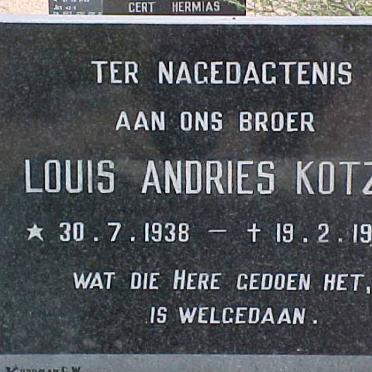 GERT HERMIAS
TER NAGEDAGTENIS
AAN ONS BROER
LOUIS ANDRIES KOTZ
★ 30.7.1938 — † 19.2.19
WAT DIE HERE GEDOEN HET,
IS WELGEDAAN.